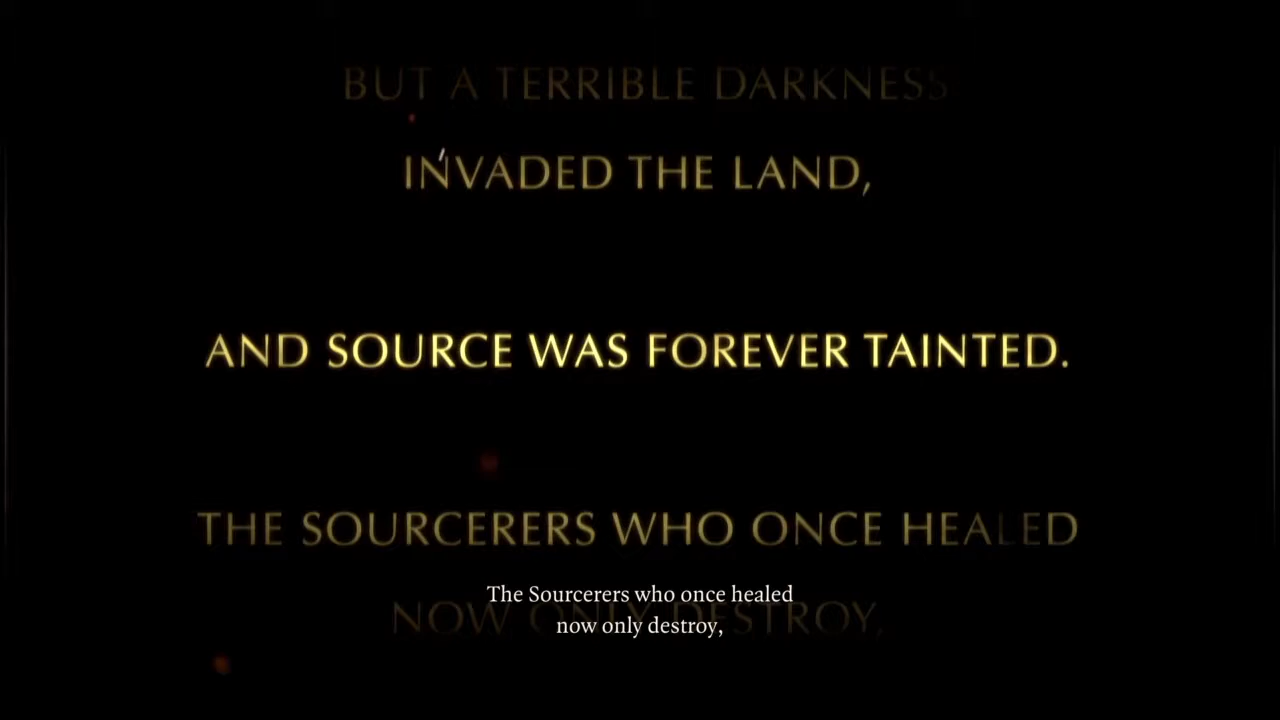 BUT A TERRIBLE DARKNESS
INVADED THE LAND,
AND SOURCE WAS FOREVER TAINTED.
THE SOURCERERS WHO ONCE HEALED
NOW ONLY DESTROY,
The Sourcerers who once healed
now only destroy,